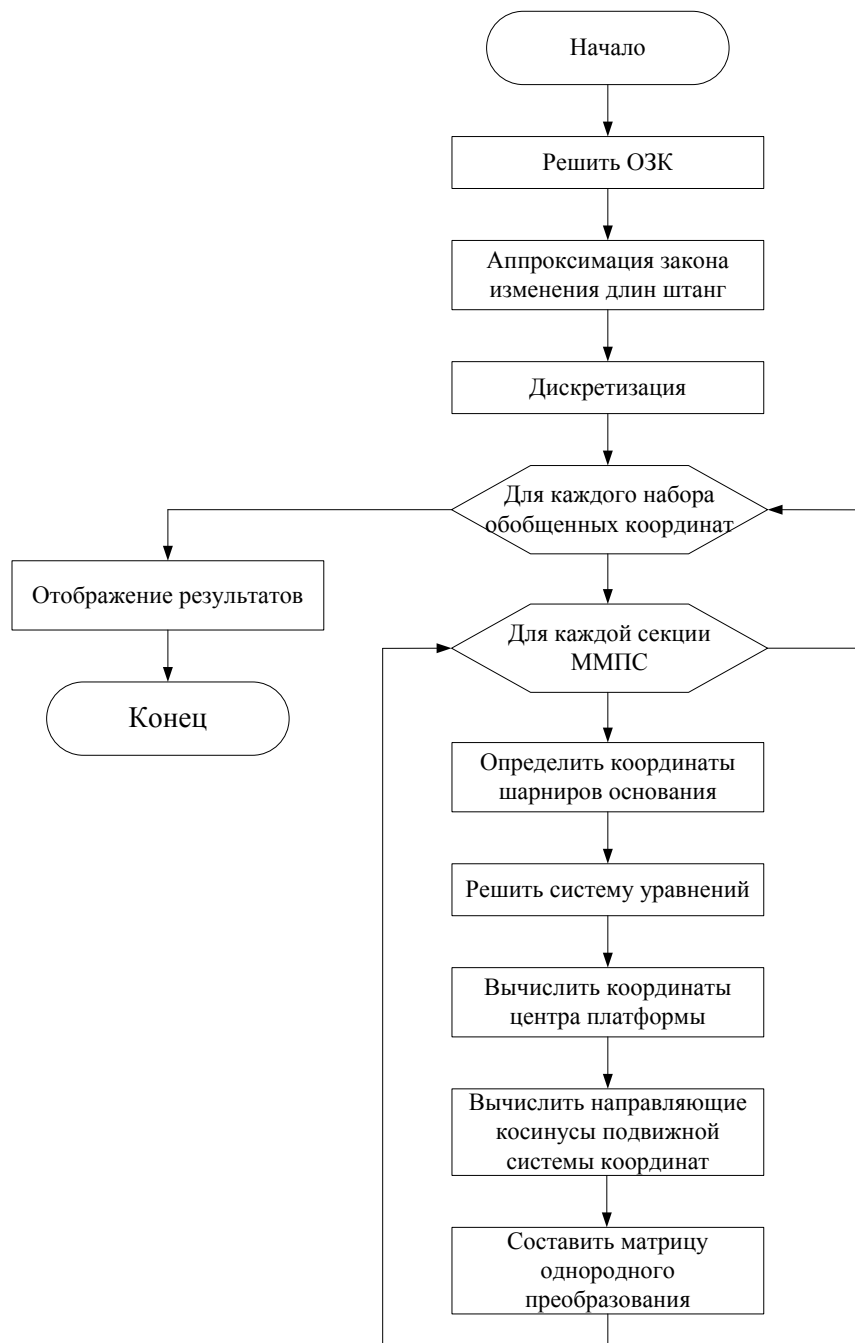 Начало
Решить ОЗК
Аппроксимация закона
изменения длин штанг
Дискретизация
Для каждого набора
обобщенных координат
Отображение результатов
Конец
Для каждой секции
ММПС
Определить координаты
шарниров основания
Решить систему уравнений
Вычислить координаты
центра платформы
Вычислить направляющие
косинусы подвижной
системы координат
Составить матрицу
однородного
преобразования